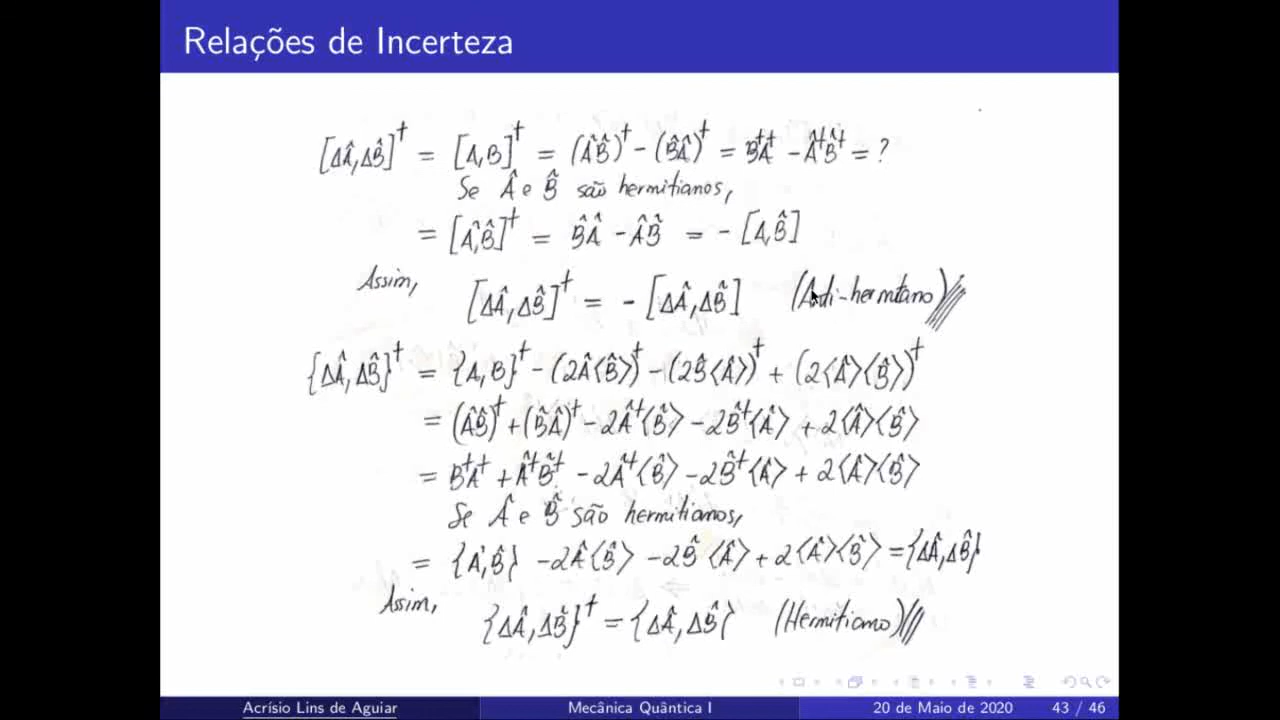 Relações de Incerteza
[ΔÂ,ΔB̂]† = [A,B]† = (ÂB̂)† - (B̂Â)† = B†A† - Â†B̂† = ?
Se Â e B̂ são hermitianos,
= [Â,B̂]† = B̂Â - ÂB̂ = - [A,B̂]
Assim, [ΔÂ,ΔB̂]† = - [ΔÂ,ΔB̂] (Anti-hermitano)
{ΔÂ,ΔB̂}† = {A,B}† - (2Â⟨B̂⟩)† - (2B̂⟨Â⟩)† + (2⟨Â⟩⟨B̂⟩)†
= (ÂB̂)† + (B̂Â)† - 2Â†⟨B̂⟩ - 2B̂†⟨Â⟩ + 2⟨Â⟩⟨B̂⟩
= B†A† + Â†B̂† - 2Â†⟨B̂⟩ - 2B̂†⟨Â⟩ + 2⟨Â⟩⟨B̂⟩
Se Â e B̂ são hermitianos,
= {Â,B̂} - 2Â⟨B̂⟩ - 2B̂⟨Â⟩ + 2⟨Â⟩⟨B̂⟩ = {ΔÂ,ΔB̂}
Assim, {ΔÂ,ΔB̂}† = {ΔÂ,ΔB̂} (Hermitiano)
Acrísio Lins de Aguiar Mecânica Quântica I 20 de Maio de 2020 43 / 46